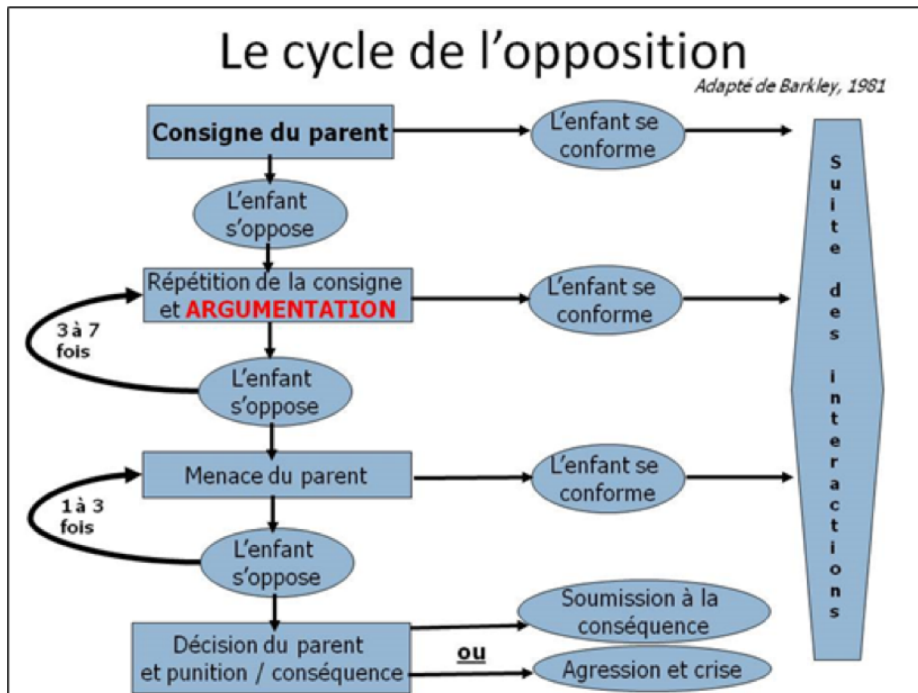 Le cycle de l'opposition
Adapté de Barkley, 1981
Consigne du parent
L'enfant se
conforme
L'enfant
s'oppose
Répétition de la consigne
et ARGUMENTATION
L'enfant se
conforme
3 à 7
fois
L'enfant
s'oppose
Menace du parent
L'enfant se
conforme
1 à 3
fois
L'enfant
s'oppose
Décision du parent
et punition / conséquence
Soumission à la
conséquence
ou
Agression et crise
Suite des interactions